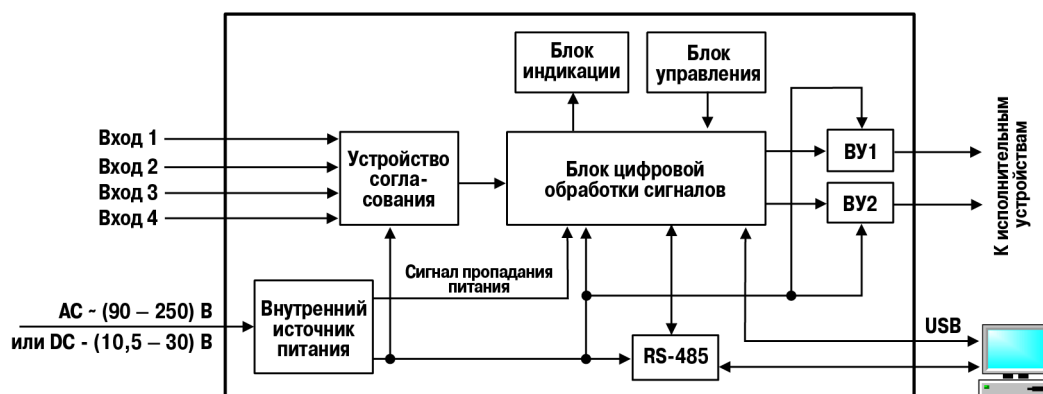 Блок
индикации
Блок
управления
Вход 1
Вход 2
Вход 3
Вход 4
Устройство
согла-
сования
Блок цифровой
обработки сигналов
ВУ1
ВУ2
К исполнительным
устройствам
Сигнал пропадания
питания
AC ~ (90 – 250) В
или DC - (10,5 – 30) В
Внутренний
источник
питания
RS-485
USB